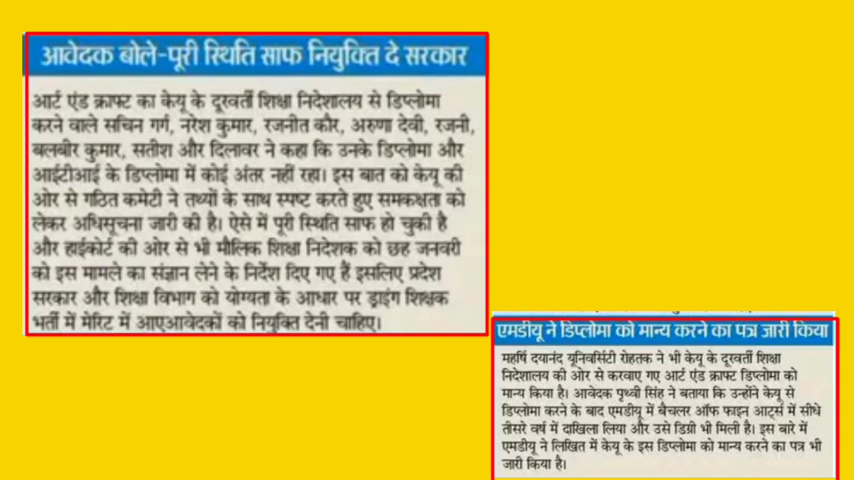 आवेदक बोले-पूरी स्थिति साफ नियुक्ति दे सरकार
आर्ट एंड क्राफ्ट का केयू के दूरवर्ती शिक्षा निदेशालय से डिप्लोमा
करने वाले सचिन गर्ग, नरेश कुमार, रजनीत कौर, अरुणा देवी, रजनी,
बलबीर कुमार, सतीश और दिलावर ने कहा कि उनके डिप्लोमा और
आईटीआई के डिप्लोमा में कोई अंतर नहीं रहा। इस बात को केयू की
ओर से गठित कमेटी ने तथ्यों के साथ स्पष्ट करते हुए समकक्षता को
लेकर अधिसूचना जारी की है। ऐसे में पूरी स्थिति साफ हो चुकी है
और हाईकोर्ट की ओर से भी मौलिक शिक्षा निदेशक को छह जनवरी
को इस मामले का संज्ञान लेने के निर्देश दिए गए हैं इसलिए प्रदेश
सरकार और शिक्षा विभाग को योग्यता के आधार पर ड्राइंग शिक्षक
भर्ती में मेरिट में आएआवेदकों को नियुक्ति देनी चाहिए।
एमडीयू ने डिप्लोमा को मान्य करने का पत्र जारी किया
महर्षि दयानंद यूनिवर्सिटी रोहतक ने भी केयू के दूरवर्ती शिक्षा
निदेशालय की ओर से करवाए गए आर्ट एंड क्राफ्ट डिप्लोमा को
मान्य किया है। आवेदक पृथ्वी सिंह ने बताया कि उन्होंने केयू से
डिप्लोमा करने के बाद एमडीयू में बैचलर ऑफ फाइन आर्ट्स में सीधे
तीसरे वर्ष में दाखिला लिया और उसे डिग्री भी मिली है। इस बारे में
एमडीयू ने लिखित में केयू के इस डिप्लोमा को मान्य करने का पत्र भी
जारी किया है।